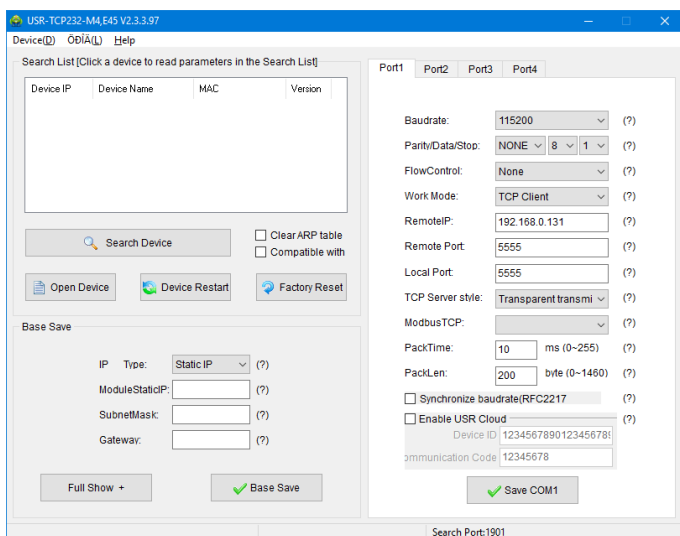 USR-TCP232-M4,E45 V2.3.3.97
Device(D) ÖÐÎÄ(L) Help
Search List [Click a device to read parameters in the Search List]
Device IP Device Name MAC Version
Search Device
Clear ARP table
Compatible with
Open Device Device Restart Factory Reset
Base Save
IP Type: Static IP (?)
ModuleStaticIP: (?)
SubnetMask: (?)
Gateway: (?)
Full Show + Base Save
Port1 Port2 Port3 Port4
Baudrate: 115200 (?)
Parity/Data/Stop: NONE 8 1 (?)
FlowControl: None (?)
Work Mode: TCP Client (?)
RemoteIP: 192.168.0.131 (?)
Remote Port: 5555 (?)
Local Port: 5555 (?)
TCP Server style: Transparent transmi (?)
ModbusTCP: (?)
PackTime: 10 ms (0~255) (?)
PackLen: 200 byte (0~1460) (?)
Synchronize baudrate(RFC2217 (?)
Enable USR Cloud (?)
Device ID 1234567890123456789
ommunication Code 12345678
Save COM1
Search Port:1901